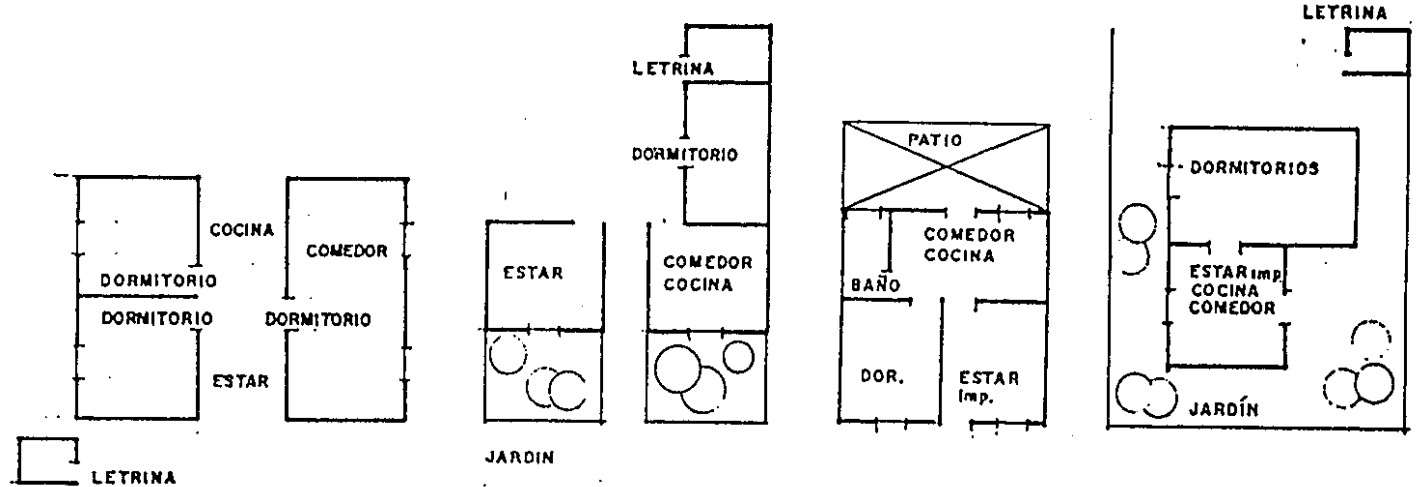 COCINA
COMEDOR
DORMITORIO
DORMITORIO
DORMITORIO
ESTAR
LETRINA
LETRINA
DORMITORIO
ESTAR
COMEDOR
COCINA
JARDIN
PATIO
COMEDOR
COCINA
BAÑO
DOR.
ESTAR
Imp.
LETRINA
DORMITORIOS
ESTAR Imp.
COCINA
COMEDOR
JARDÍN